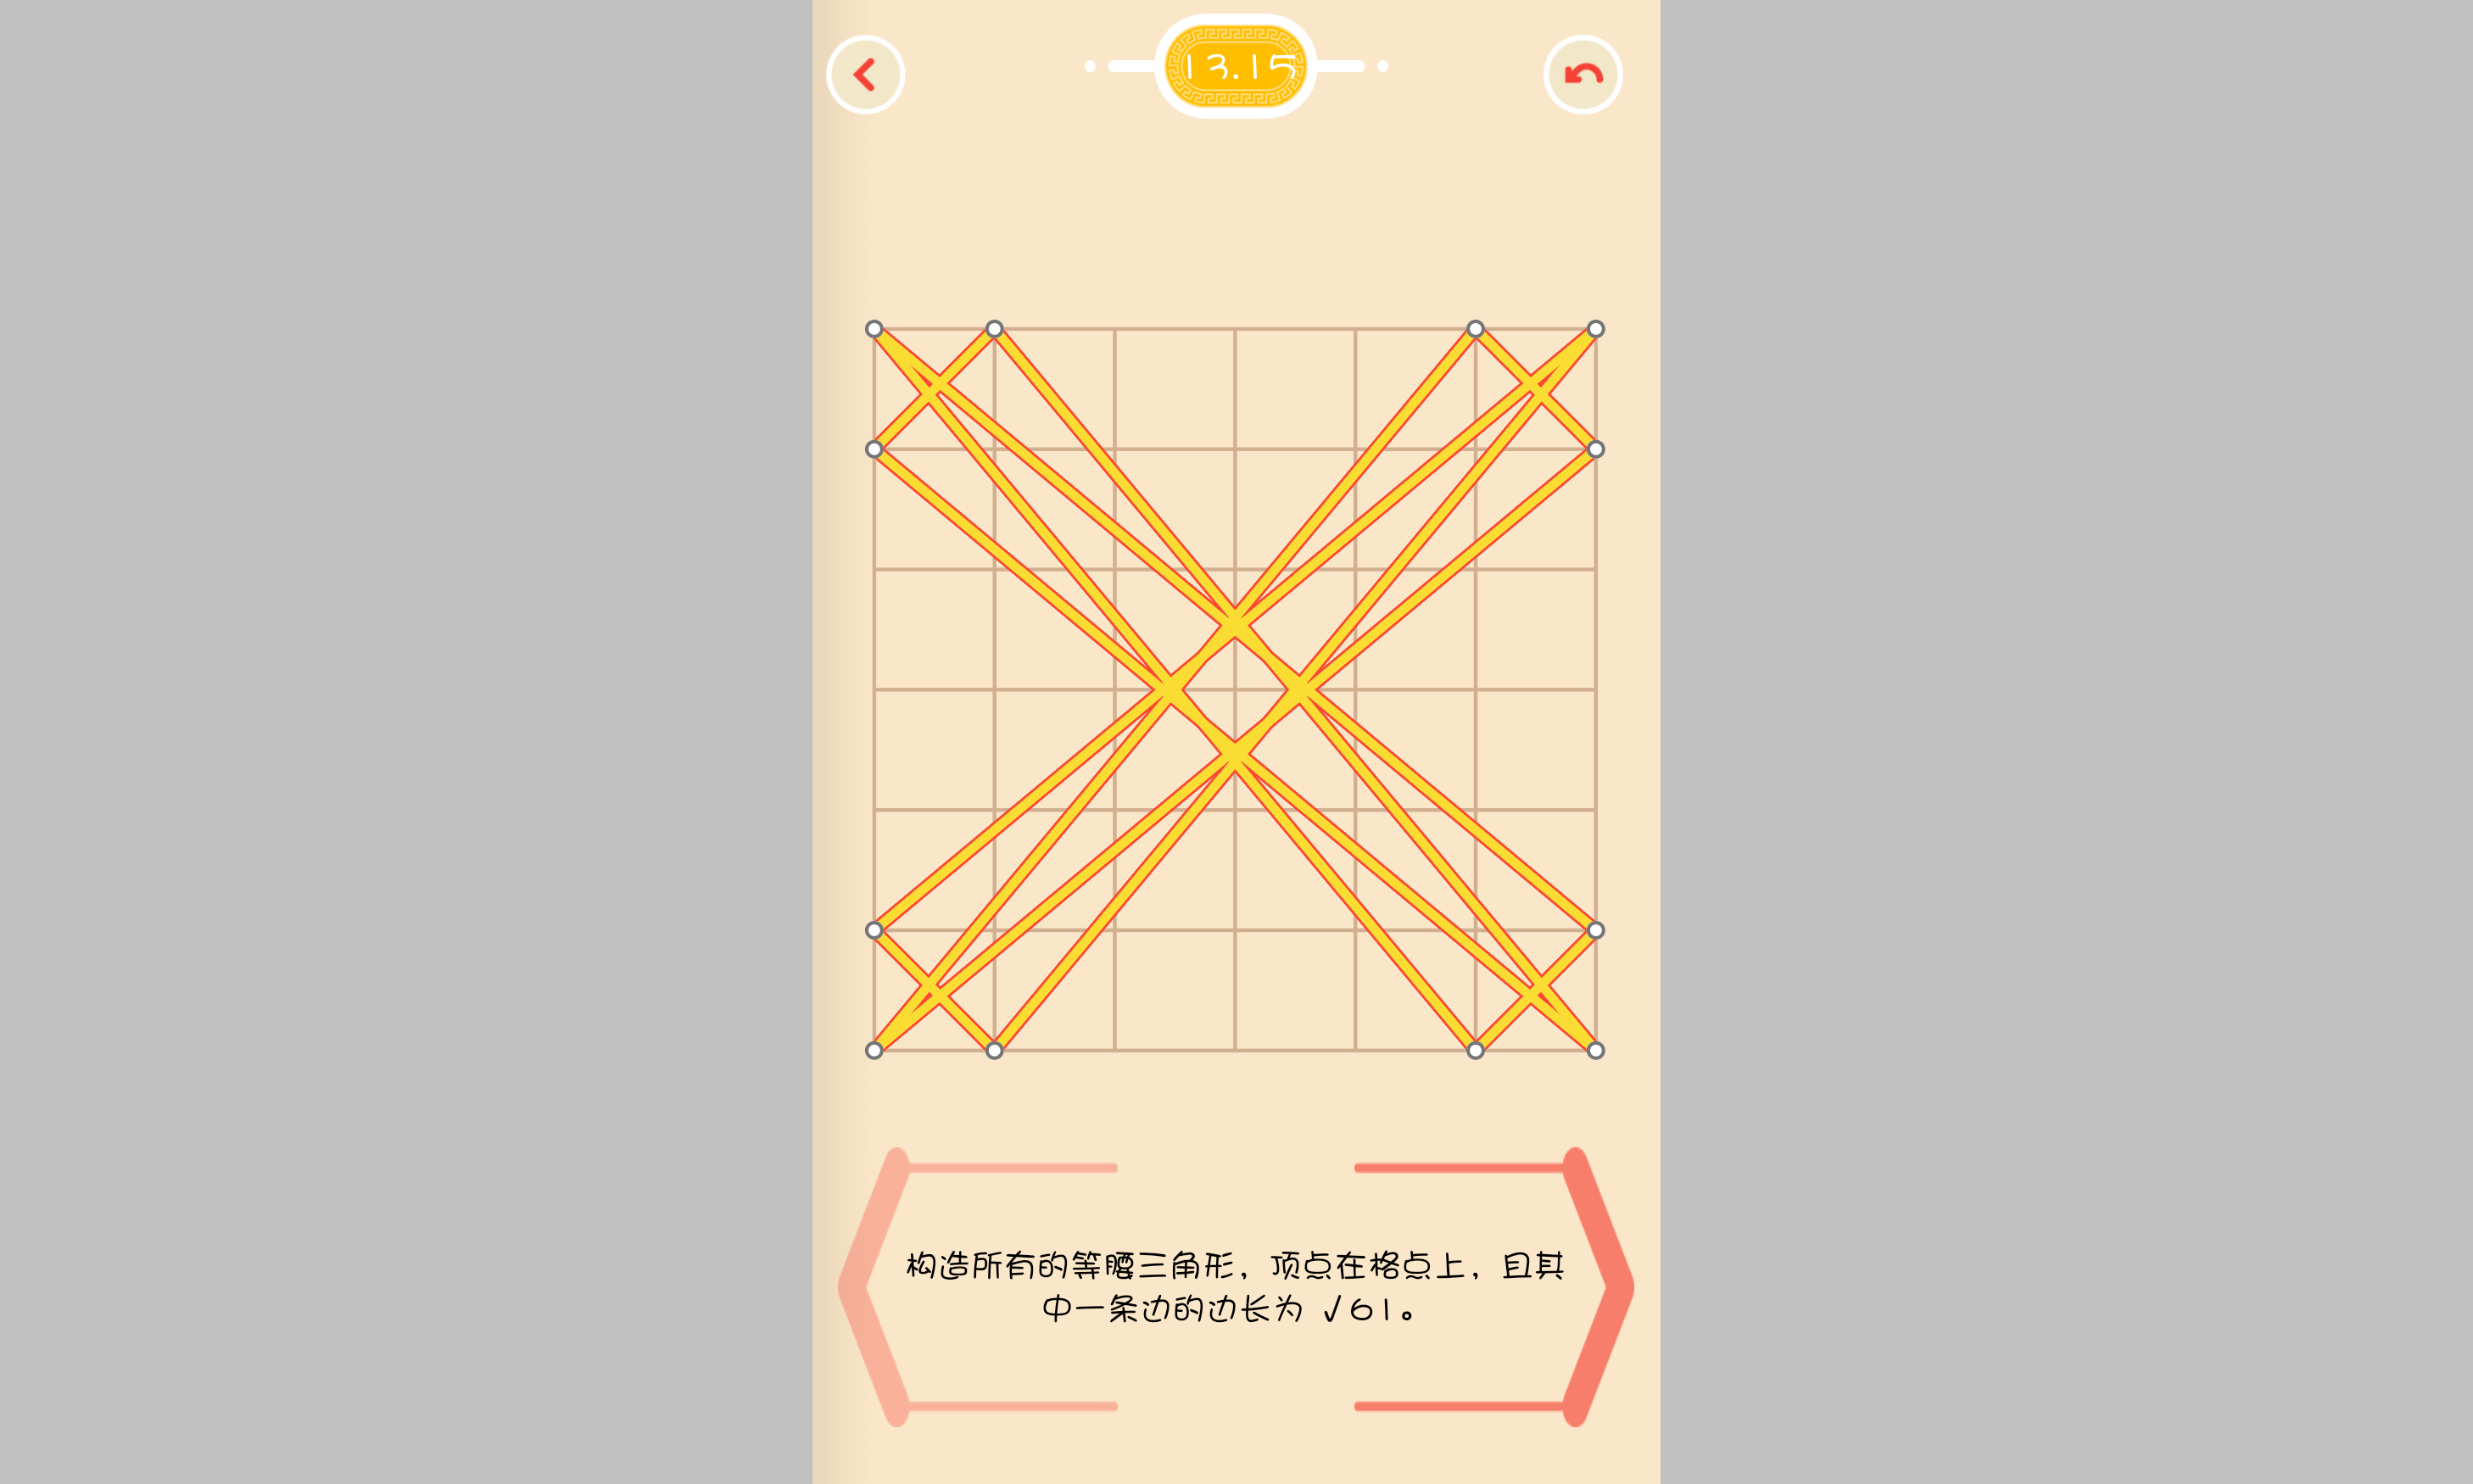 13.15
构造所有的等腰三角形, 顶点在格点上, 且其
中一条边的边长为 √61。